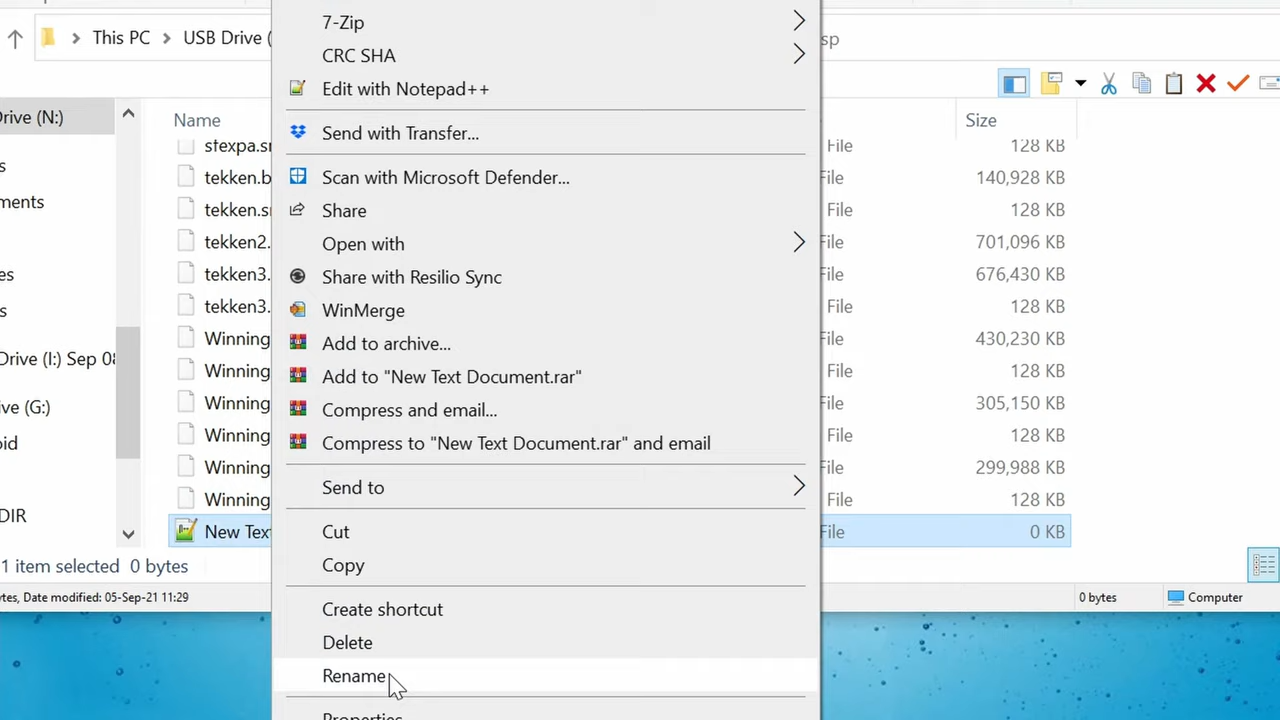 7-Zip
This PC > USB Drive ( sp
CRC SHA
Edit with Notepad++
Drive (N:) Name Size
Send with Transfer...
sfexpa.sr File 128 KB
tekken.b File 140,928 KB
Scan with Microsoft Defender...
ments tekken.sr File 128 KB
Share
tekken2. File 701,096 KB
Open with
es tekken3. File 676,430 KB
Share with Resilio Sync
tekken3. File 128 KB
WinMerge
Winning File 430,230 KB
Add to archive...
Drive (I:) Sep 08 Winning File 128 KB
Add to "New Text Document.rar"
ive (G:) Winning File 305,150 KB
Compress and email...
oid Winning File 128 KB
Compress to "New Text Document.rar" and email
Winning File 299,988 KB
Send to
DIR Winning File 128 KB
New Tex File 0 KB
Cut
1 item selected 0 bytes
Copy
tes, Date modified: 05-Sep-21 11:29 0 bytes Computer
Create shortcut
Delete
Rename
Properties